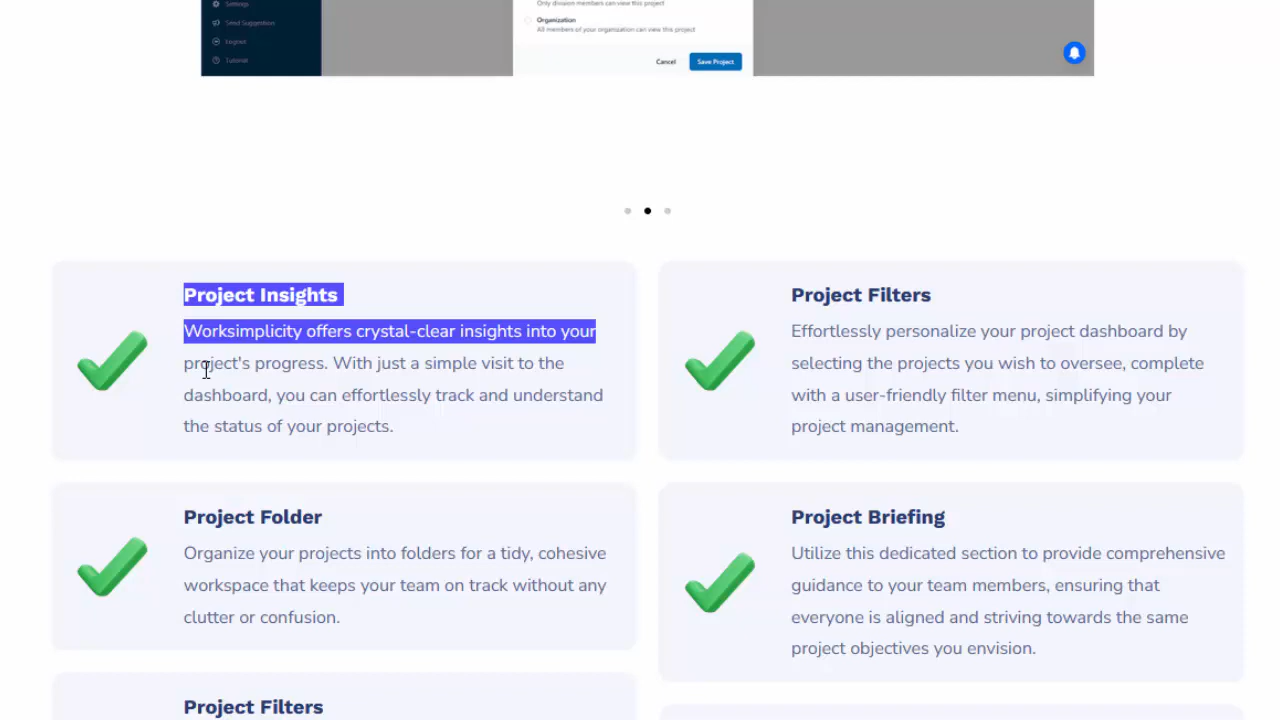 Only division members can view this project
Settings
Organization
Send Suggestions
All members of your organization can view this project
Logout
Tutorial
Cancel
Save Project
Project Insights
Worksimplicity offers crystal-clear insights into your
project's progress. With just a simple visit to the
dashboard, you can effortlessly track and understand
the status of your projects.
Project Filters
Effortlessly personalize your project dashboard by
selecting the projects you wish to oversee, complete
with a user-friendly filter menu, simplifying your
project management.
Project Folder
Organize your projects into folders for a tidy, cohesive
workspace that keeps your team on track without any
clutter or confusion.
Project Briefing
Utilize this dedicated section to provide comprehensive
guidance to your team members, ensuring that
everyone is aligned and striving towards the same
project objectives you envision.
Project Filters